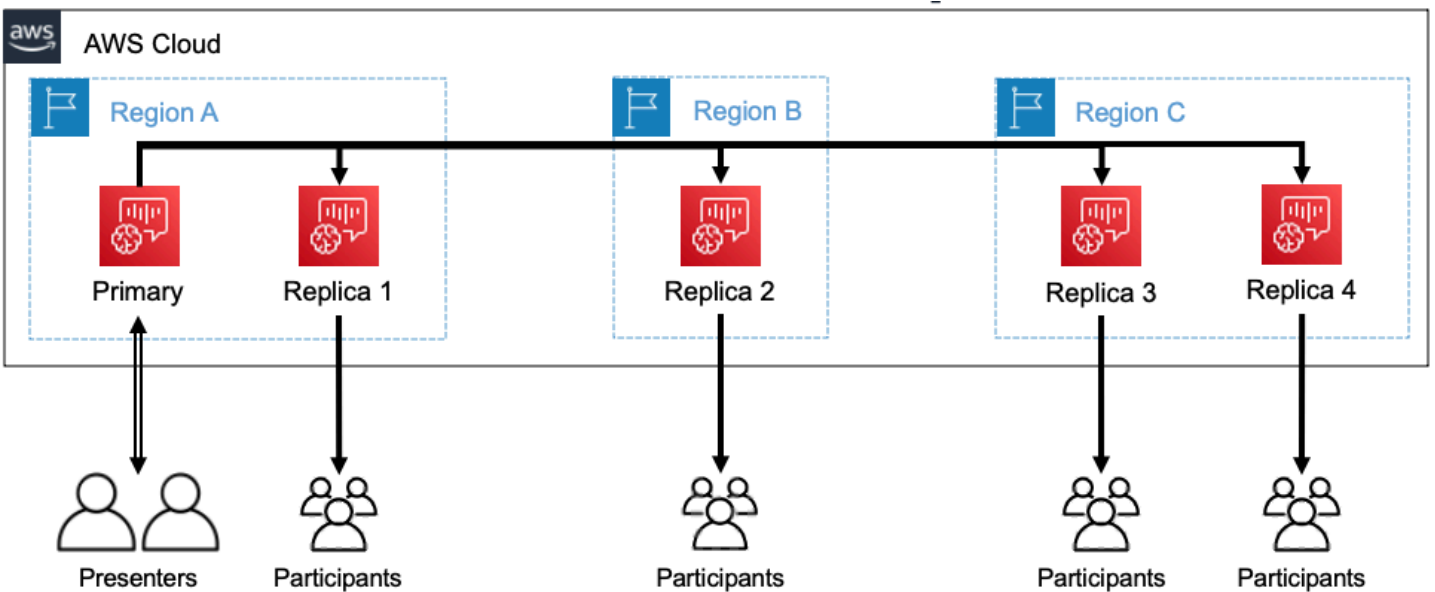 aws
AWS Cloud
Region A
Region B
Region C
Primary
Replica 1
Replica 2
Replica 3
Replica 4
Presenters
Participants
Participants
Participants
Participants